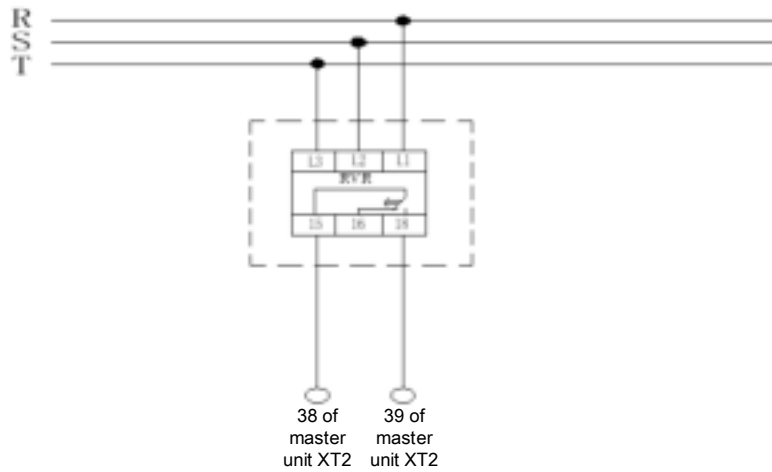 R
S
T
L3 L2 L1
RVR
15 16 18
38 of
master
unit XT2
39 of
master
unit XT2